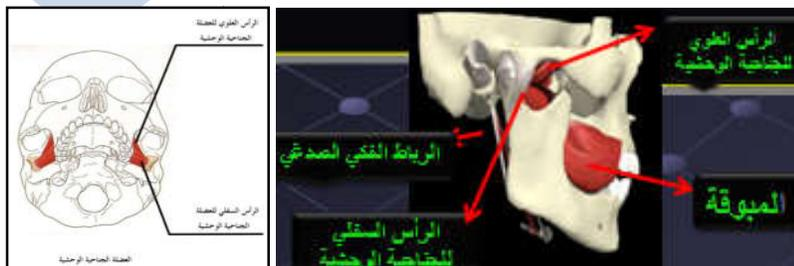 الرأس العلوي للعضلة
الجناحية الوحشية
الرأس السفلي للعضلة
الجناحية الوحشية
العضلة الجناحية الوحشية
الرأس العلوي
للجناحية الوحشية
الرباط الفكي الصدغي
المبوقة
الرأس السفلي
للجناحية الوحشية